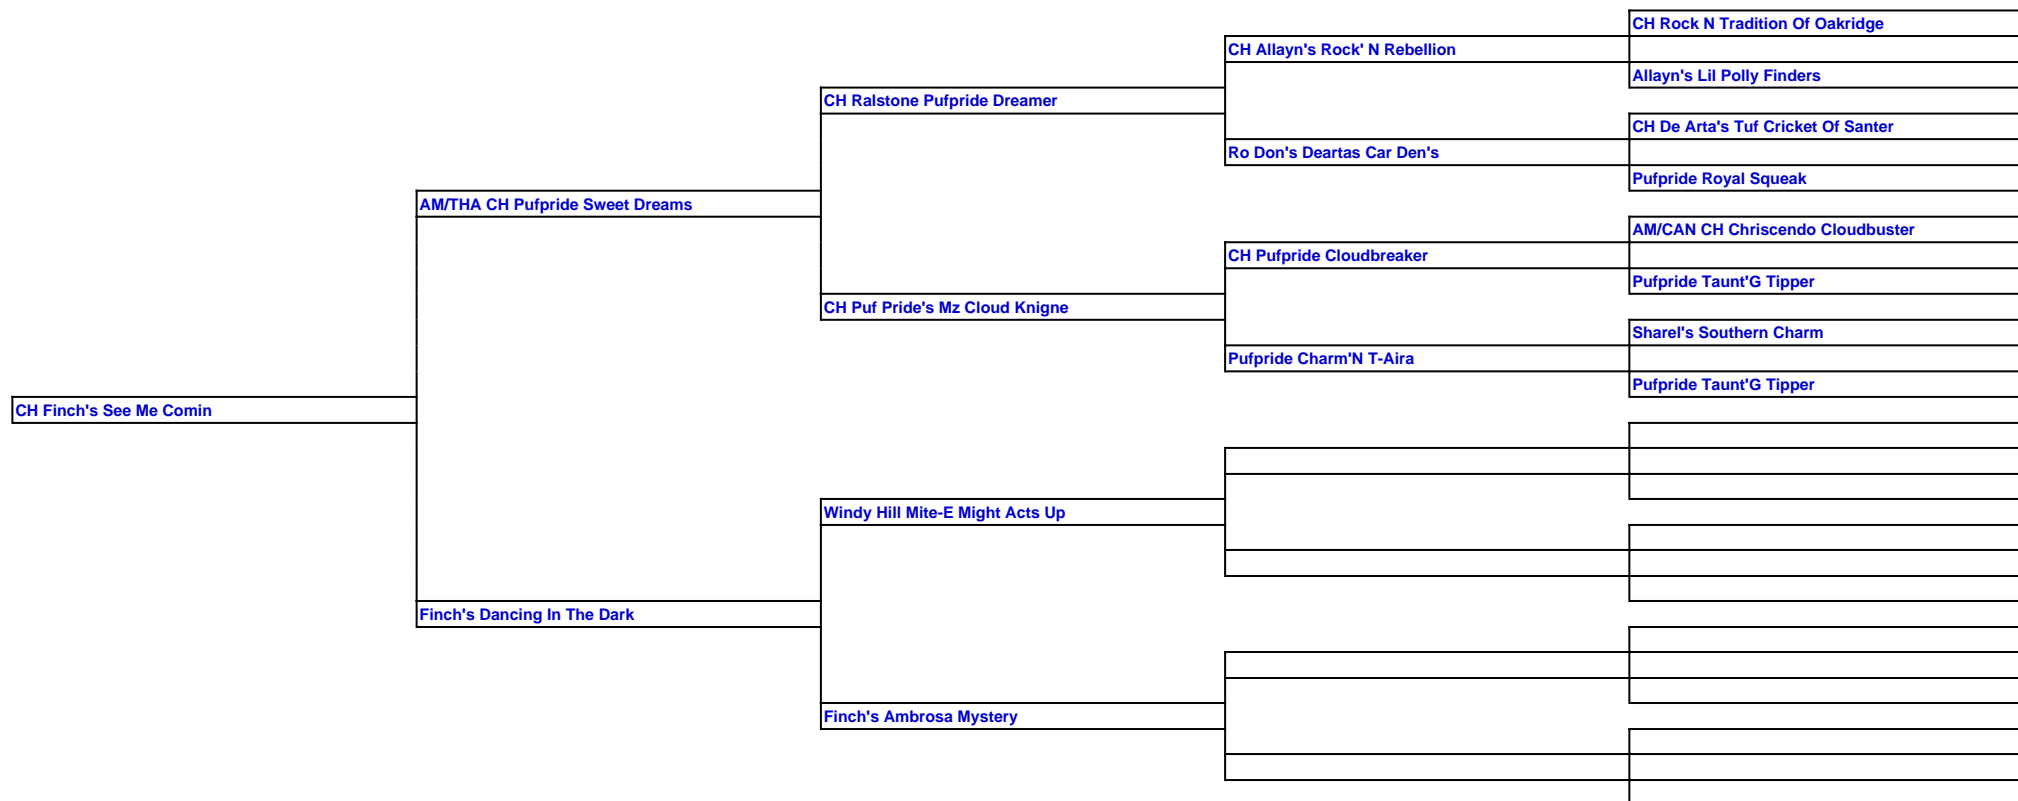 CH Rock N Tradition Of Oakridge
CH Allayn's Rock' N Rebellion
Allayn's Lil Polly Finders
CH Ralstone Pufpride Dreamer
CH De Arta's Tuf Cricket Of Santer
Ro Don's Deartas Car Den's
Pufpride Royal Squeak
AM/THA CH Pufpride Sweet Dreams
AM/CAN CH Chriscendo Cloudbuster
CH Pufpride Cloudbreaker
Pufpride Taunt'G Tipper
CH Puf Pride's Mz Cloud Knigne
Sharel's Southern Charm
Pufpride Charm'N T-Aira
Pufpride Taunt'G Tipper
CH Finch's See Me Comin
Windy Hill Mite-E Might Acts Up
Finch's Dancing In The Dark
Finch's Ambrosa Mystery